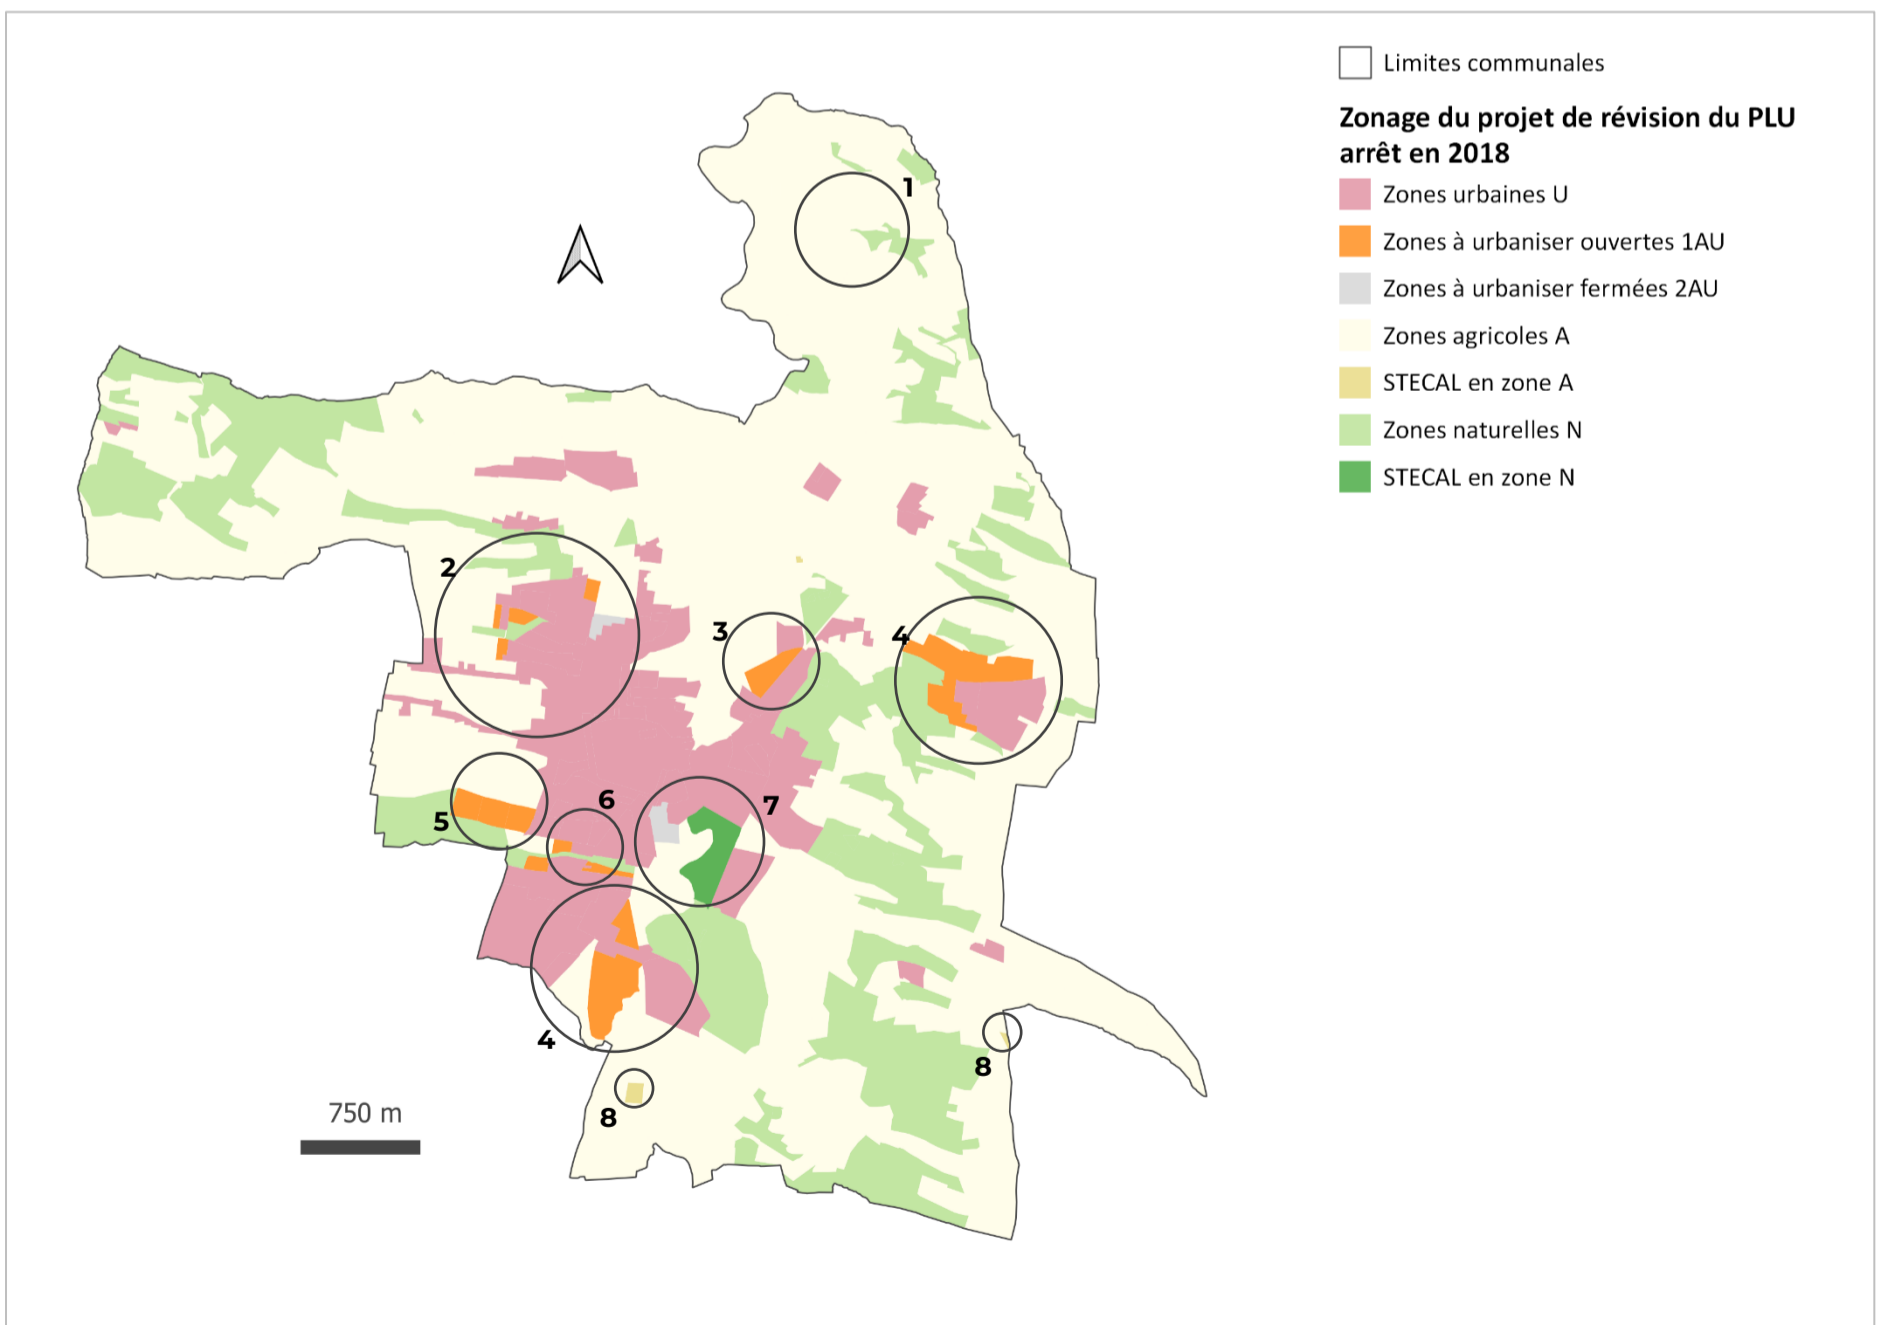 Limites communales
Zonage du projet de révision du PLU
arrêt en 2018
Zones urbaines U
Zones à urbaniser ouvertes 1AU
Zones à urbaniser fermées 2AU
Zones agricoles A
STECAL en zone A
Zones naturelles N
STECAL en zone N
1
2
3
4
5
6
7
4
8
8
750 m